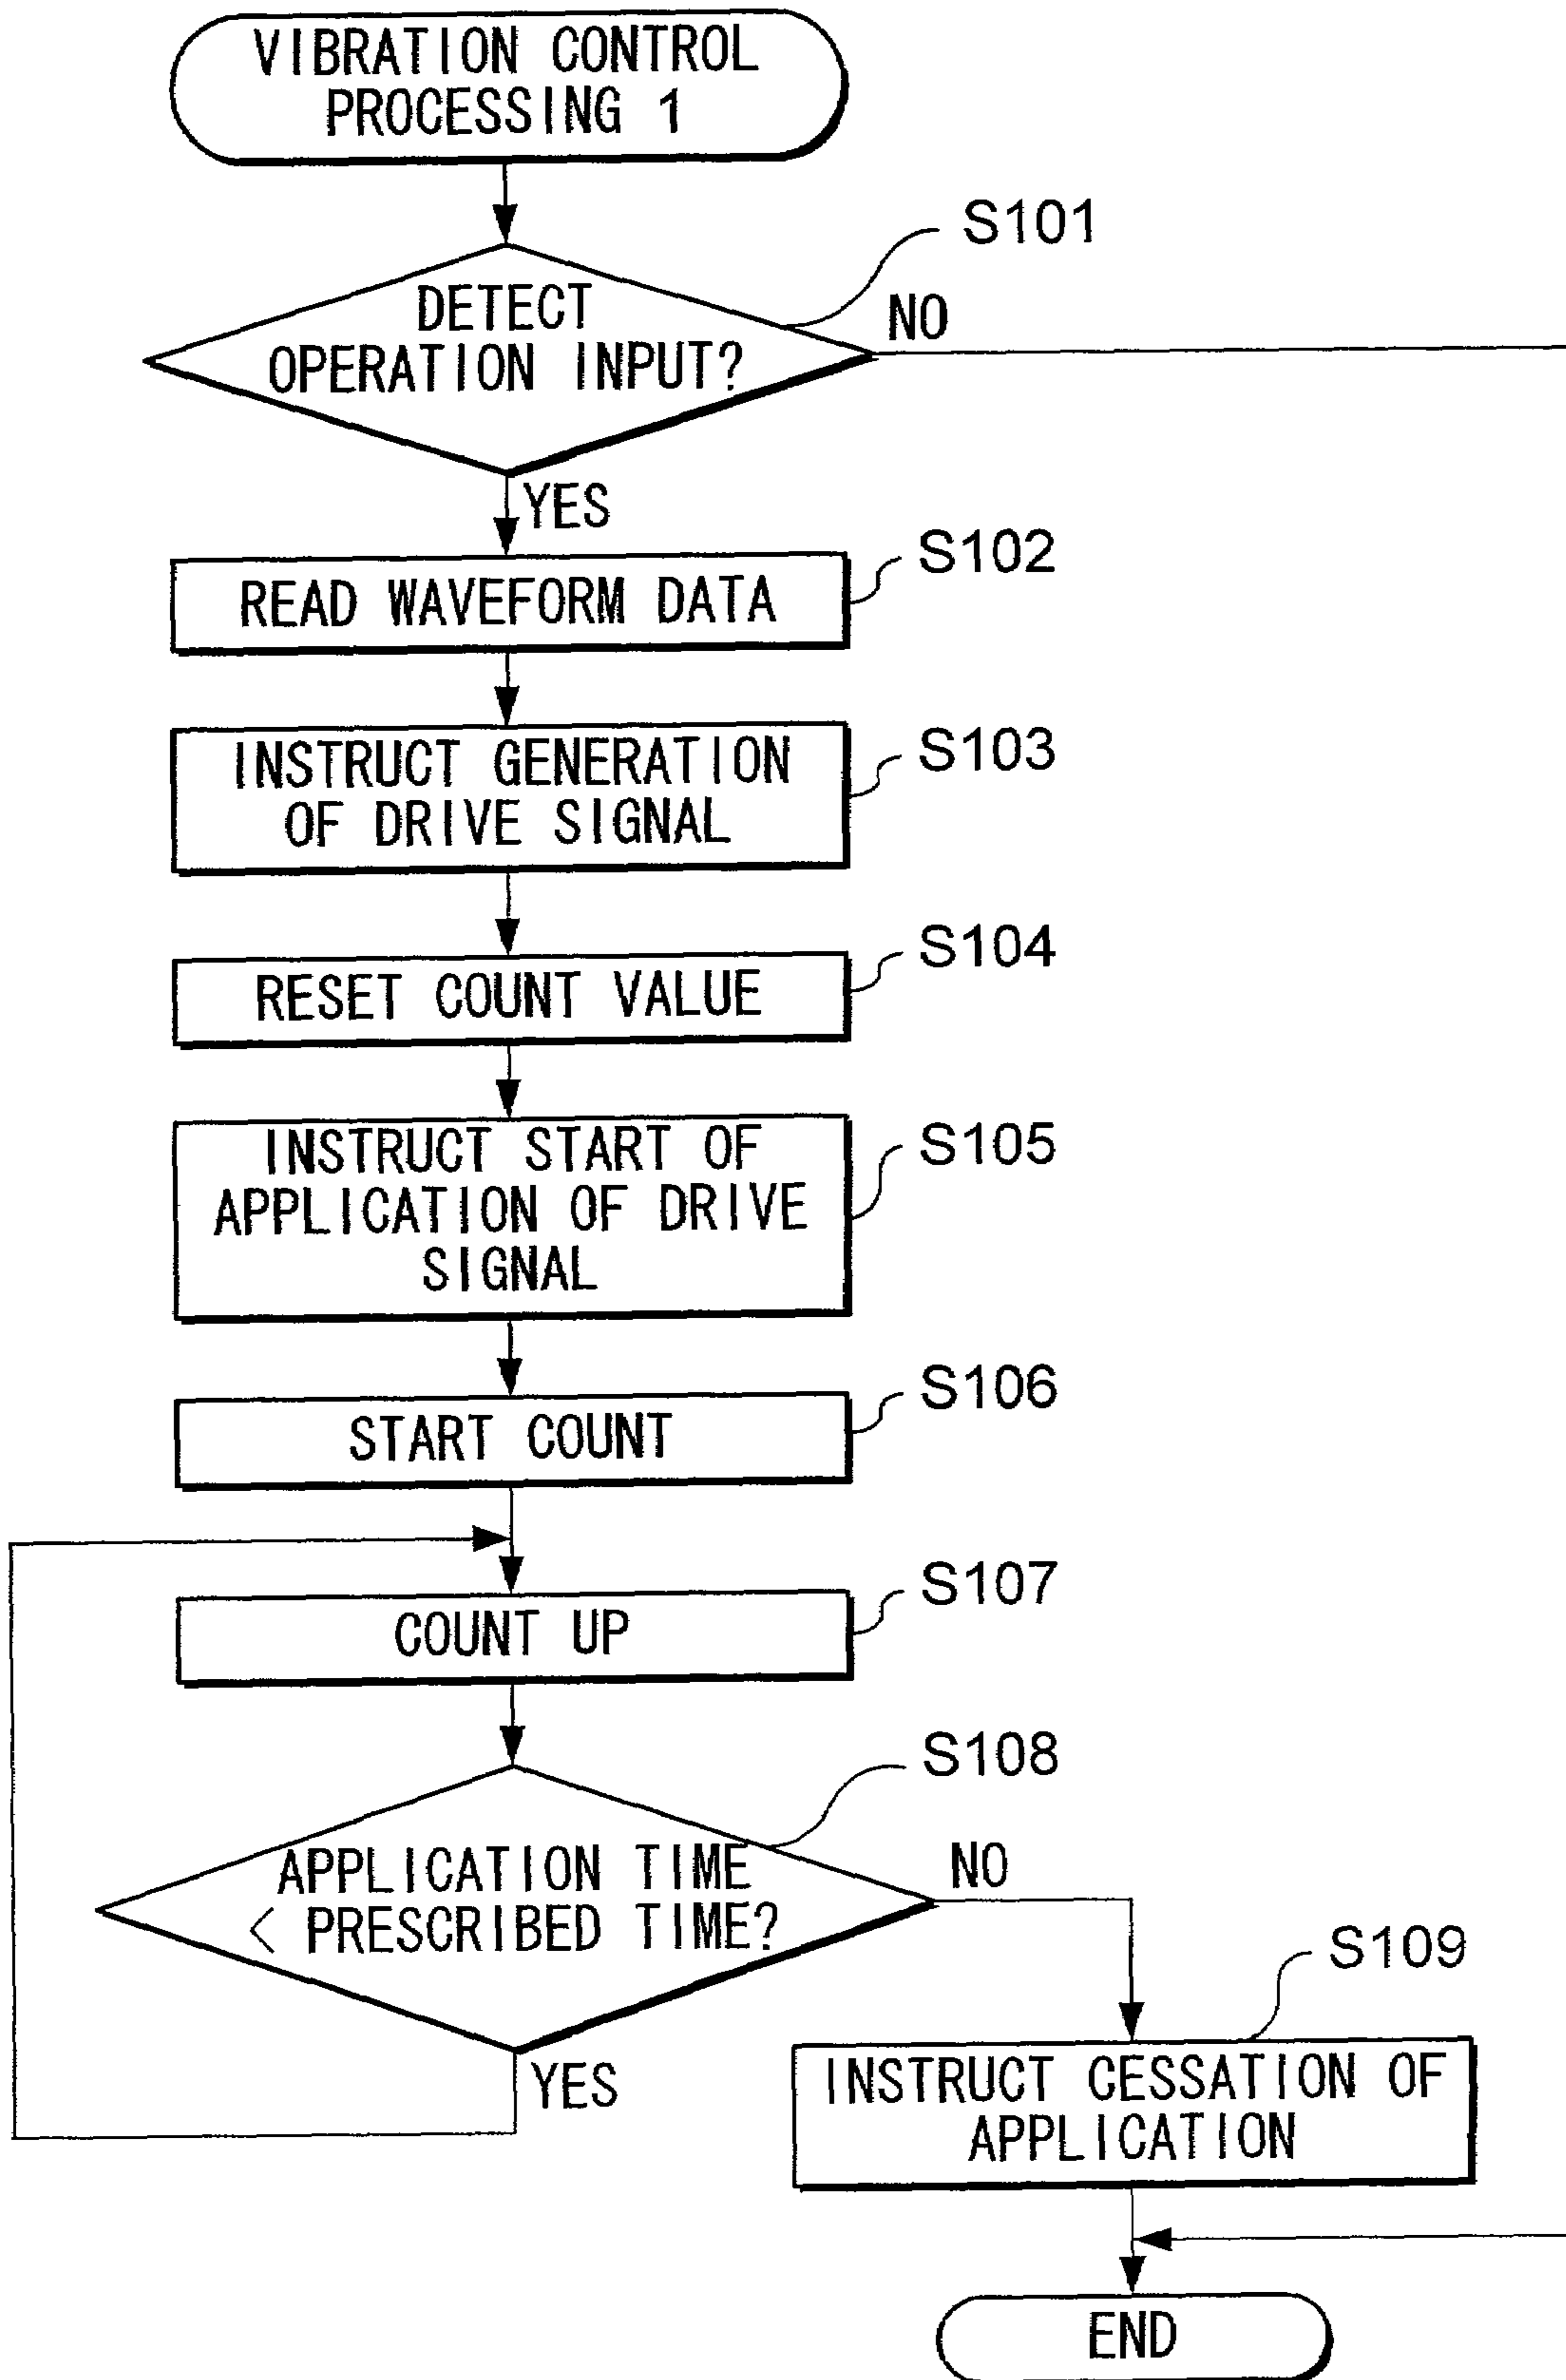 VIBRATION CONTROL
PROCESSING 1
S101
DETECT
OPERATION INPUT?
NO
YES
S102
READ WAVEFORM DATA
S103
INSTRUCT GENERATION
OF DRIVE SIGNAL
S104
RESET COUNT VALUE
S105
INSTRUCT START OF
APPLICATION OF DRIVE
SIGNAL
S106
START COUNT
S107
COUNT UP
S108
APPLICATION TIME
< PRESCRIBED TIME?
NO
YES
S109
INSTRUCT CESSATION OF
APPLICATION
END